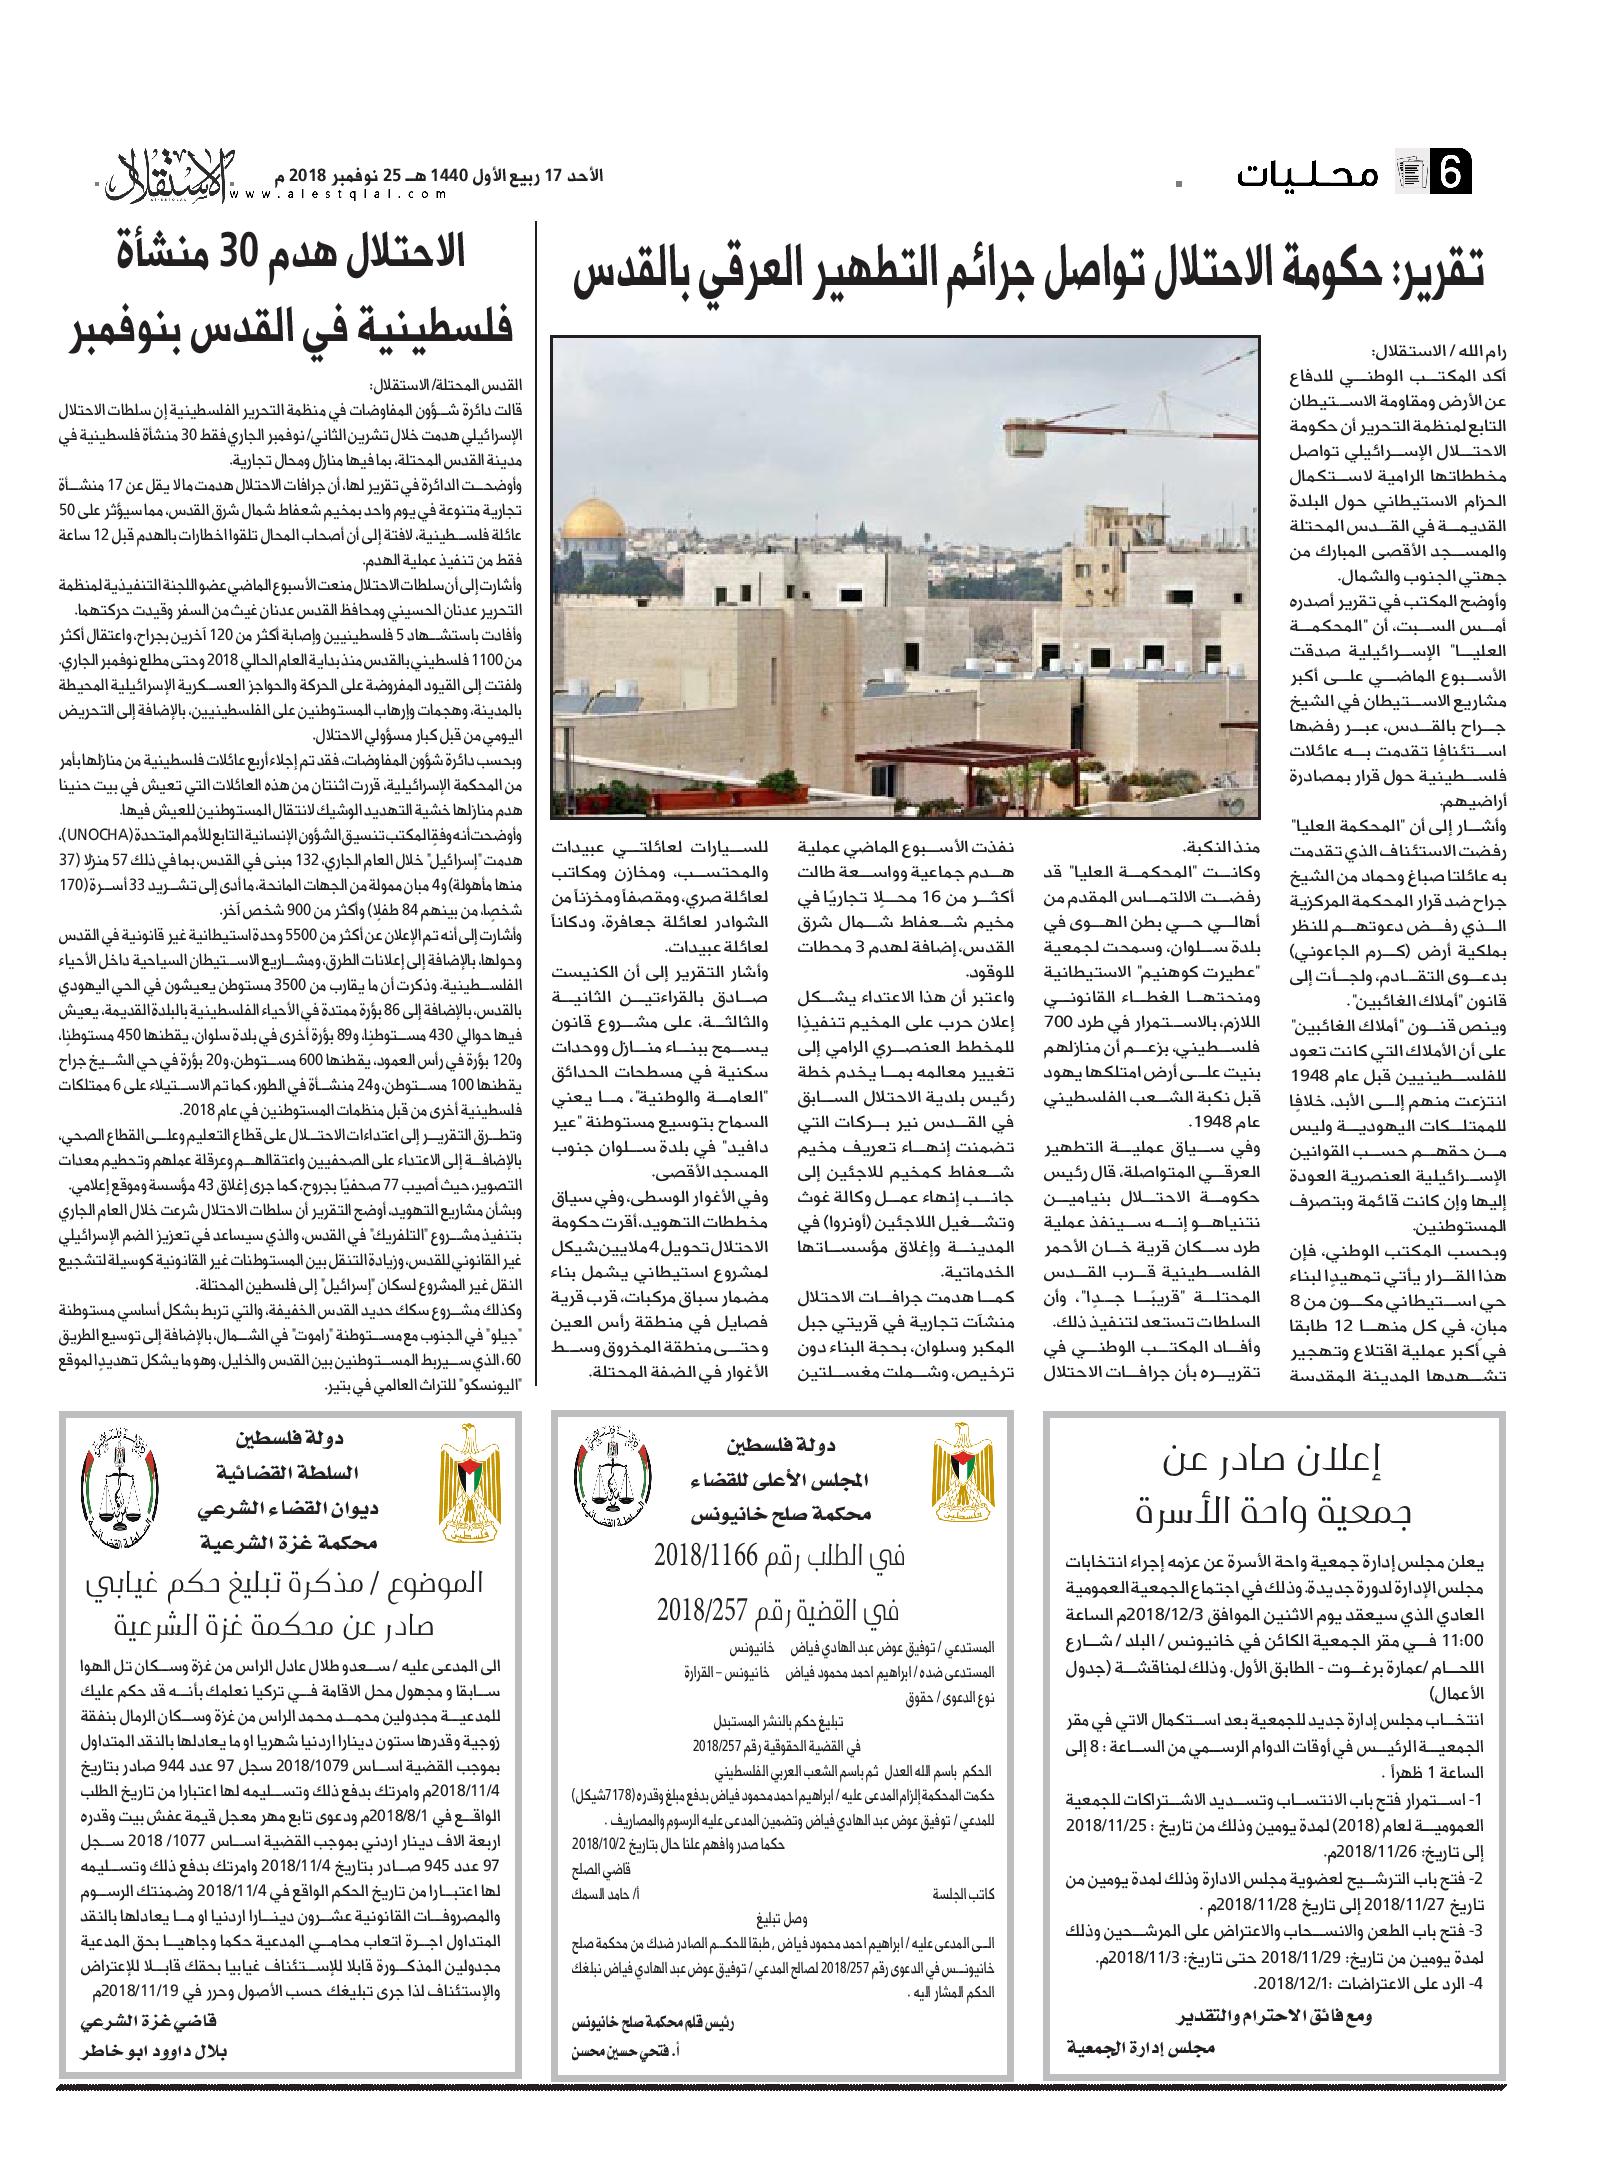 6 محليات
الأحد 17 ربيع الأول 1440 هـ 25 نوفمبر 2018 م
www.alestqlal.com
الاستقلال
تقرير: حكومة الاحتلال تواصل جرائم التطهير العرقي بالقدس
رام الله / الاستقلال:
أكد المكتب الوطني للدفاع
عن الأرض ومقاومة الاستيطان
التابع لمنظمة التحرير أن حكومة
الاحتلال الإسرائيلي تواصل
مخططاتها الرامية لاستكمال
الحزام الاستيطاني حول البلدة
القديمة في القدس المحتلة
والمسجد الأقصى المبارك من
جهتي الجنوب والشمال.
وأوضح المكتب في تقرير أصدره
أمس السبت، أن "المحكمة
العليا" الإسرائيلية صدقت
الأسبوع الماضي على أكبر
مشاريع الاستيطان في الشيخ
جراح بالقدس، عبر رفضها
استئنافًا تقدمت به عائلات
فلسطينية حول قرار بمصادرة
أراضيهم.
وأشار إلى أن "المحكمة العليا"
رفضت الاستئناف الذي تقدمت
به عائلتا صباغ وحماد من الشيخ
جراح ضد قرار المحكمة المركزية
الذي رفض دعوتهم للنظر
بملكية أرض (كرم الجاعوني)
بدعوى التقادم، ولجأت إلى
قانون "أملاك الغائبين".
وينص قنون "أملاك الغائبين"
على أن الأملاك التي كانت تعود
للفلسطينيين قبل عام 1948
انتزعت منهم إلى الأبد، خلافًا
للممتلكات اليهودية وليس
من حقهم حسب القوانين
الإسرائيلية العنصرية العودة
إليها وإن كانت قائمة وبتصرف
المستوطنين.
وبحسب المكتب الوطني، فإن
هذا القرار يأتي تمهيدًا لبناء
حي استيطاني مكون من 8
مبانٍ، في كل منها 12 طابقا
في أكبر عملية اقتلاع وتهجير
تشهدها المدينة المقدسة
منذ النكبة.
وكانت "المحكمة العليا" قد
رفضت الالتماس المقدم من
أهالي حي بطن الهوى في
بلدة سلوان، وسمحت لجمعية
"عطيرت كوهنيم" الاستيطانية
ومنحتها الغطاء القانوني
اللازم، بالاستمرار في طرد 700
فلسطيني، بزعم أن منازلهم
بنيت على أرض امتلكها يهود
قبل نكبة الشعب الفلسطيني
عام 1948.
وفي سياق عملية التطهير
العرقي المتواصلة، قال رئيس
حكومة الاحتلال بنيامين
نتنياهو إنه سينفذ عملية
طرد سكان قرية خان الأحمر
الفلسطينية قرب القدس
المحتلة "قريبًا جدًا"، وأن
السلطات تستعد لتنفيذ ذلك.
وأفاد المكتب الوطني في
تقريره بأن جرافات الاحتلال
نفذت الأسبوع الماضي عملية
هدم جماعية وواسعة طالت
أكثر من 16 محلًا تجاريًا في
مخيم شعفاط شمال شرق
القدس، إضافة لهدم 3 محطات
للوقود.
واعتبر أن هذا الاعتداء يشكل
إعلان حرب على المخيم تنفيذًا
للمخطط العنصري الرامي إلى
تغيير معالمه بما يخدم خطة
رئيس بلدية الاحتلال السابق
في القدس نير بركات التي
تضمنت إنهاء تعريف مخيم
شعفاط كمخيم للاجئين إلى
جانب إنهاء عمل وكالة غوث
وتشغيل اللاجئين (أونروا) في
المدينة وإغلاق مؤسساتها
الخدماتية.
كما هدمت جرافات الاحتلال
منشآت تجارية في قريتي جبل
المكبر وسلوان، بحجة البناء دون
ترخيص، وشملت مغسلتين
للسيارات لعائلتي عبيدات
والمحتسب، ومخازن ومكاتب
لعائلة صري، ومقصفاً ومخزناً من
الشوادر لعائلة جعافرة، ودكاناً
لعائلة عبيدات.
وأشار التقرير إلى أن الكنيست
صادق بالقراءتين الثانية
والثالثة، على مشروع قانون
يسمح ببناء منازل ووحدات
سكنية في مسطحات الحدائق
"العامة والوطنية"، ما يعني
السماح بتوسيع مستوطنة "عير
دافيد" في بلدة سلوان جنوب
المسجد الأقصى.
وفي الأغوار الوسطى، وفي سياق
مخططات التهويد، أقرت حكومة
الاحتلال تحويل 4 ملايين شيكل
لمشروع استيطاني يشمل بناء
مضمار سباق مركبات، قرب قرية
فصايل في منطقة رأس العين
وحتى منطقة المخروق وسط
الأغوار في الضفة المحتلة.
الاحتلال هدم 30 منشأة
فلسطينية في القدس بنوفمبر
القدس المحتلة/ الاستقلال:
قالت دائرة شؤون المفاوضات في منظمة التحرير الفلسطينية إن سلطات الاحتلال
الإسرائيلي هدمت خلال تشرين الثاني/ نوفمبر الجاري فقط 30 منشأة فلسطينية في
مدينة القدس المحتلة، بما فيها منازل ومحال تجارية.
وأوضحت الدائرة في تقرير لها، أن جرافات الاحتلال هدمت ما لا يقل عن 17 منشأة
تجارية متنوعة في يوم واحد بمخيم شعفاط شمال شرق القدس، مما سيؤثر على 50
عائلة فلسطينية، لافتة إلى أن أصحاب المحال تلقوا اخطارات بالهدم قبل 12 ساعة
فقط من تنفيذ عملية الهدم.
وأشارت إلى أن سلطات الاحتلال منعت الأسبوع الماضي عضو اللجنة التنفيذية لمنظمة
التحرير عدنان الحسيني ومحافظ القدس عدنان غيث من السفر وقيدت حركتهما.
وأفادت باستشهاد 5 فلسطينيين وإصابة أكثر من 120 آخرين بجراح، واعتقال أكثر
من 1100 فلسطيني بالقدس منذ بداية العام الحالي 2018 وحتى مطلع نوفمبر الجاري.
ولفتت إلى القيود المفروضة على الحركة والحواجز العسكرية الإسرائيلية المحيطة
بالمدينة، وهجمات وإرهاب المستوطنين على الفلسطينيين، بالإضافة إلى التحريض
اليومي من قبل كبار مسؤولي الاحتلال.
وبحسب دائرة شؤون المفاوضات، فقد تم إجلاء أربع عائلات فلسطينية من منازلها بأمر
من المحكمة الإسرائيلية، قررت اثنتان من هذه العائلات التي تعيش في بيت حنينا
هدم منازلها خشية التهديد الوشيك لانتقال المستوطنين للعيش فيها.
وأوضحت أنه وفقًا لمكتب تنسيق الشؤون الإنسانية التابع للأمم المتحدة (UNOCHA)،
هدمت "إسرائيل" خلال العام الجاري، 132 مبنى في القدس، بما في ذلك 57 منزلًا (37
منها مأهولة) و4 مبان ممولة من الجهات المانحة، ما أدى إلى تشريد 33 أسرة (170
شخصا، من بينهم 84 طفلا) وأكثر من 900 شخص آخر.
وأشارت إلى أنه تم الإعلان عن أكثر من 5500 وحدة استيطانية غير قانونية في القدس
وحولها، بالإضافة إلى إعلانات الطرق، ومشاريع الاستيطان السياحية داخل الأحياء
الفلسطينية. وذكرت أن ما يقارب من 3500 مستوطن يعيشون في الحي اليهودي
بالقدس، بالإضافة إلى 86 بؤرة ممتدة في الأحياء الفلسطينية بالبلدة القديمة، يعيش
فيها حوالي 430 مستوطنًا، و89 بؤرة أخرى في بلدة سلوان، يقطنها 450 مستوطنًا،
و120 بؤرة في رأس العمود، يقطنها 600 مستوطن، و20 بؤرة في حي الشيخ جراح
يقطنها 100 مستوطن، و24 منشأة في الطور، كما تم الاستيلاء على 6 ممتلكات
فلسطينية أخرى من قبل منظمات المستوطنين في عام 2018.
وتطرق التقرير إلى اعتداءات الاحتلال على قطاع التعليم وعلى القطاع الصحي،
بالإضافة إلى الاعتداء على الصحفيين واعتقالهم وعرقلة عملهم وتحطيم معدات
التصوير، حيث أصيب 77 صحفيًا بجروح، كما جرى إغلاق 43 مؤسسة وموقع إعلامي.
وبشأن مشاريع التهويد، أوضح التقرير أن سلطات الاحتلال شرعت خلال العام الجاري
بتنفيذ مشروع "التلفريك" في القدس، والذي سيساعد في تعزيز الضم الإسرائيلي
غير القانوني للقدس، وزيادة التنقل بين المستوطنات غير القانونية كوسيلة لتشجيع
النقل غير المشروع لسكان "إسرائيل" إلى فلسطين المحتلة.
وكذلك مشروع سكك حديد القدس الخفيفة، والتي تربط بشكل أساسي مستوطنة
"جيلو" في الجنوب مع مستوطنة "راموت" في الشمال، بالإضافة إلى توسيع الطريق
60، الذي سيربط المستوطنين بين القدس والخليل، وهو ما يشكل تهديدًا لموقع
"اليونسكو" للتراث العالمي في بتير.
إعلان صادر عن
جمعية واحة الأسرة
يعلن مجلس إدارة جمعية واحة الأسرة عن عزمه إجراء انتخابات
مجلس الإدارة لدورة جديدة. وذلك في اجتماع الجمعية العمومية
العادي الذي سيعقد يوم الاثنين الموافق 2018/12/3م الساعة
11:00 في مقر الجمعية الكائن في خانيونس / البلد / شارع
اللحام /عمارة برغوت - الطابق الأول. وذلك لمناقشة (جدول
الأعمال)
انتخاب مجلس إدارة جديد للجمعية بعد استكمال الاتي في مقر
الجمعية الرئيس في أوقات الدوام الرسمي من الساعة : 8 إلى
الساعة 1 ظهراً .
1- استمرار فتح باب الانتساب وتسديد الاشتراكات للجمعية
العمومية لعام (2018) لمدة يومين وذلك من تاريخ : 2018/11/25
إلى تاريخ: 2018/11/26م.
2- فتح باب الترشيح لعضوية مجلس الادارة وذلك لمدة يومين من
تاريخ 2018/11/27 إلى تاريخ 2018/11/28م .
3- فتح باب الطعن والانسحاب والاعتراض على المرشحين وذلك
لمدة يومين من تاريخ: 2018/11/29 حتى تاريخ: 2018/11/3م.
4- الرد على الاعتراضات :2018/12/1.
ومع فائق الاحترام والتقدير
مجلس إدارة الجمعية
دولة فلسطين
المجلس الأعلى للقضاء
محكمة صلح خانيونس
في الطلب رقم 2018/1166
في القضية رقم 2018/257
المستدعي / توفيق عوض عبد الهادي فياض خانيونس
المستدعى ضده / ابراهيم احمد محمود فياض خانيونس – القرارة
نوع الدعوى / حقوق
تبليغ حكم بالنشر المستبدل
في القضية الحقوقية رقم 2018/257
الحكم باسم الله العدل ثم باسم الشعب العربي الفلسطيني
حكمت المحكمة إلزام المدعى عليه / ابراهيم احمد محمود فياض بدفع مبلغ وقدره (7178شيكل)
للمدعي / توفيق عوض عبد الهادي فياض وتضمين المدعى عليه الرسوم والمصاريف .
حكما صدر وافهم علنا حال بتاريخ 2018/10/2
قاضي الصلح
كاتب الجلسة أ/ حامد السمك
وصل تبليغ
الى المدعى عليه / ابراهيم احمد محمود فياض , طبقا للحكم الصادر ضدك من محكمة صلح
خانيونس في الدعوى رقم 2018/257 لصالح المدعي / توفيق عوض عبد الهادي فياض نبلغك
الحكم المشار اليه .
رئيس قلم محكمة صلح خانيونس
أ. فتحي حسين محسن
دولة فلسطين
السلطة القضائية
ديوان القضاء الشرعي
محكمة غزة الشرعية
الموضوع / مذكرة تبليغ حكم غيابي
صادر عن محكمة غزة الشرعية
الى المدعى عليه / سعدو طلال عادل الراس من غزة وسكان تل الهوا
سابقا و مجهول محل الاقامة في تركيا نعلمك بأنه قد حكم عليك
للمدعية مجدولين محمد محمد الراس من غزة وسكان الرمال بنفقة
زوجية وقدرها ستون دينارا اردنيا شهريا او ما يعادلها بالنقد المتداول
بموجب القضية اساس 2018/1079 سجل 97 عدد 944 صادر بتاريخ
2018/11/4م وامرتك بدفع ذلك وتسليمه لها اعتبارا من تاريخ الطلب
الواقع في 2018/8/1م ودعوى تابع مهر معجل قيمة عفش بيت وقدره
اربعة الاف دينار اردني بموجب القضية اساس 1077/ 2018 سجل
97 عدد 945 صادر بتاريخ 2018/11/4 وامرتك بدفع ذلك وتسليمه
لها اعتبارا من تاريخ الحكم الواقع في 2018/11/4 وضمنتك الرسوم
والمصروفات القانونية عشرون دينارا اردنيا او ما يعادلها بالنقد
المتداول اجرة اتعاب محامي المدعية حكما وجاهيا بحق المدعية
مجدولين المذكورة قابلا للإستئناف غيابيا بحقك قابلا للإعتراض
والإستئناف لذا جرى تبليغك حسب الأصول وحرر في 2018/11/19م
قاضي غزة الشرعي
بلال داوود ابو خاطر